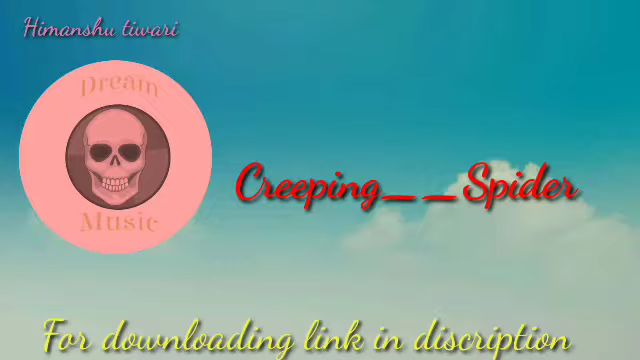 Himanshu tiwari
Dream
Music
Creeping__Spider
For downloading link in discription